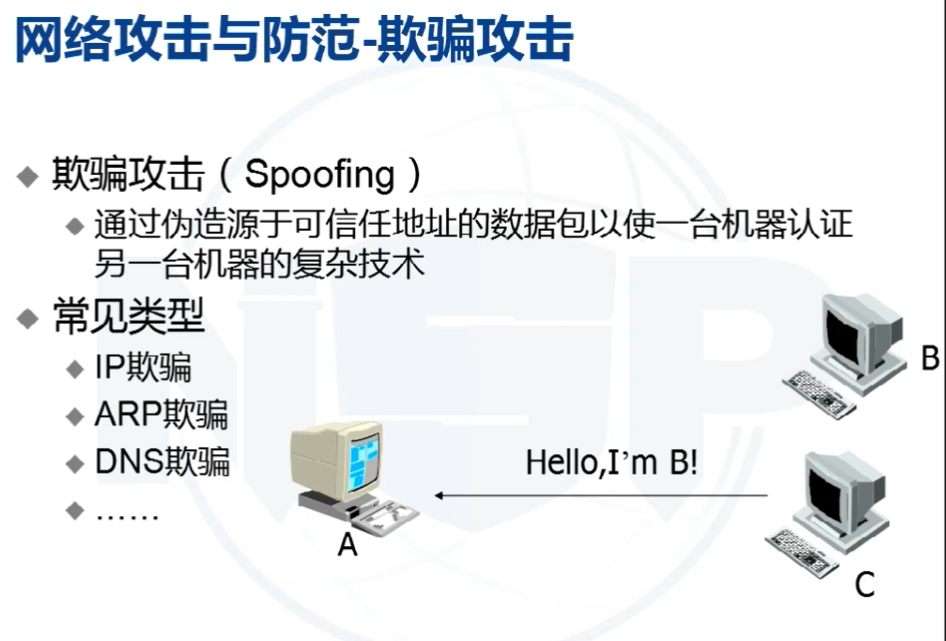 网络攻击与防范-欺骗攻击
欺骗攻击（Spoofing）
通过伪造源于可信任地址的数据包以使一台机器认证
另一台机器的复杂技术
常见类型
IP欺骗
ARP欺骗
DNS欺骗
……
Hello,I’m B!
A
B
C
NISP